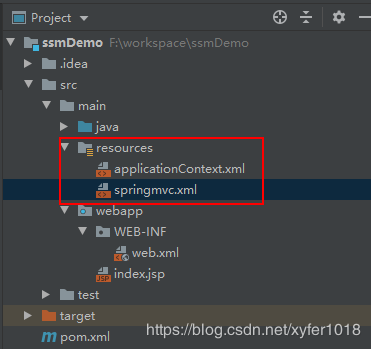 Project
ssmDemo F:\workspace\ssmDemo
.idea
src
main
java
resources
applicationContext.xml
springmvc.xml
webapp
WEB-INF
web.xml
index.jsp
test
target
pom.xml
https://blog.csdn.net/xyfer1018